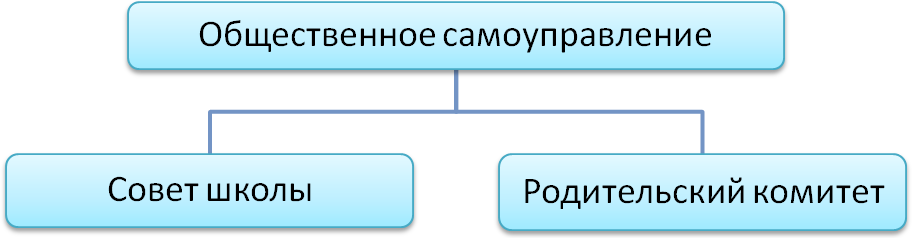 Общественное самоуправление
Совет школы
Родительский комитет